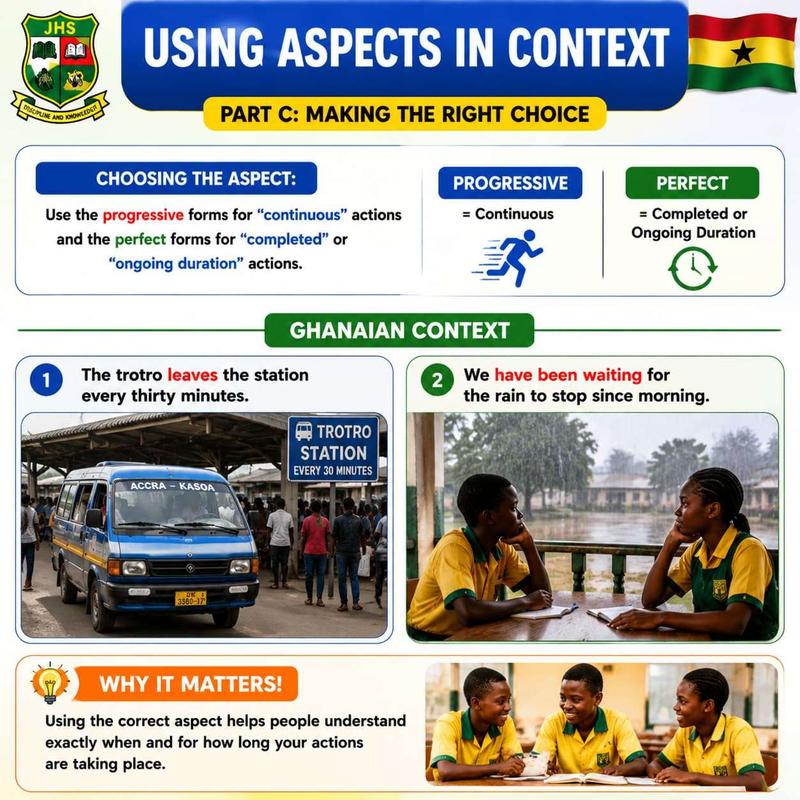 JHS
DISCIPLINE AND KNOWLEDGE
USING ASPECTS IN CONTEXT
PART C: MAKING THE RIGHT CHOICE
CHOOSING THE ASPECT:
Use the progressive forms for “continuous” actions
and the perfect forms for “completed” or
“ongoing duration” actions.
PROGRESSIVE
= Continuous
PERFECT
= Completed or
Ongoing Duration
GHANAIAN CONTEXT
1 The trotro leaves the station
every thirty minutes.
TROTRO
STATION
EVERY 30 MINUTES
ACCRA - KASOA
3360-17
2 We have been waiting for
the rain to stop since morning.
WHY IT MATTERS!
Using the correct aspect helps people understand
exactly when and for how long your actions
are taking place.